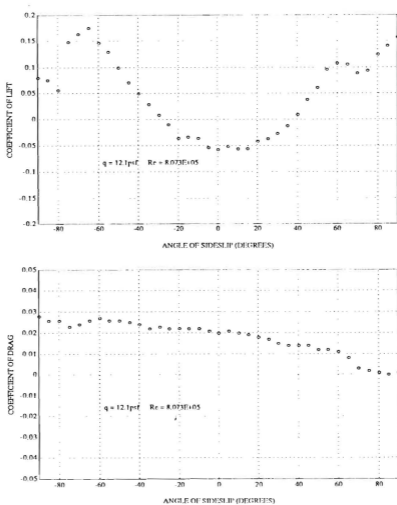 0.2
0.15
0.1
0.05
0
-0.05
-0.1
-0.15
-0.2
COEFFICIENT OF LIFT
q = 12.1psf Re = 8.073E+05
-80 -60 -40 -20 0 20 40 60 80
ANGLE OF SIDESLIP (DEGREES)
0.05
0.04
0.03
0.02
0.01
0
-0.01
-0.02
-0.03
-0.04
-0.05
COEFFICIENT OF DRAG
q = 12.1psf Re = 8.073E+05
-80 -60 -40 -20 0 20 40 60 80
ANGLE OF SIDESLIP (DEGREES)